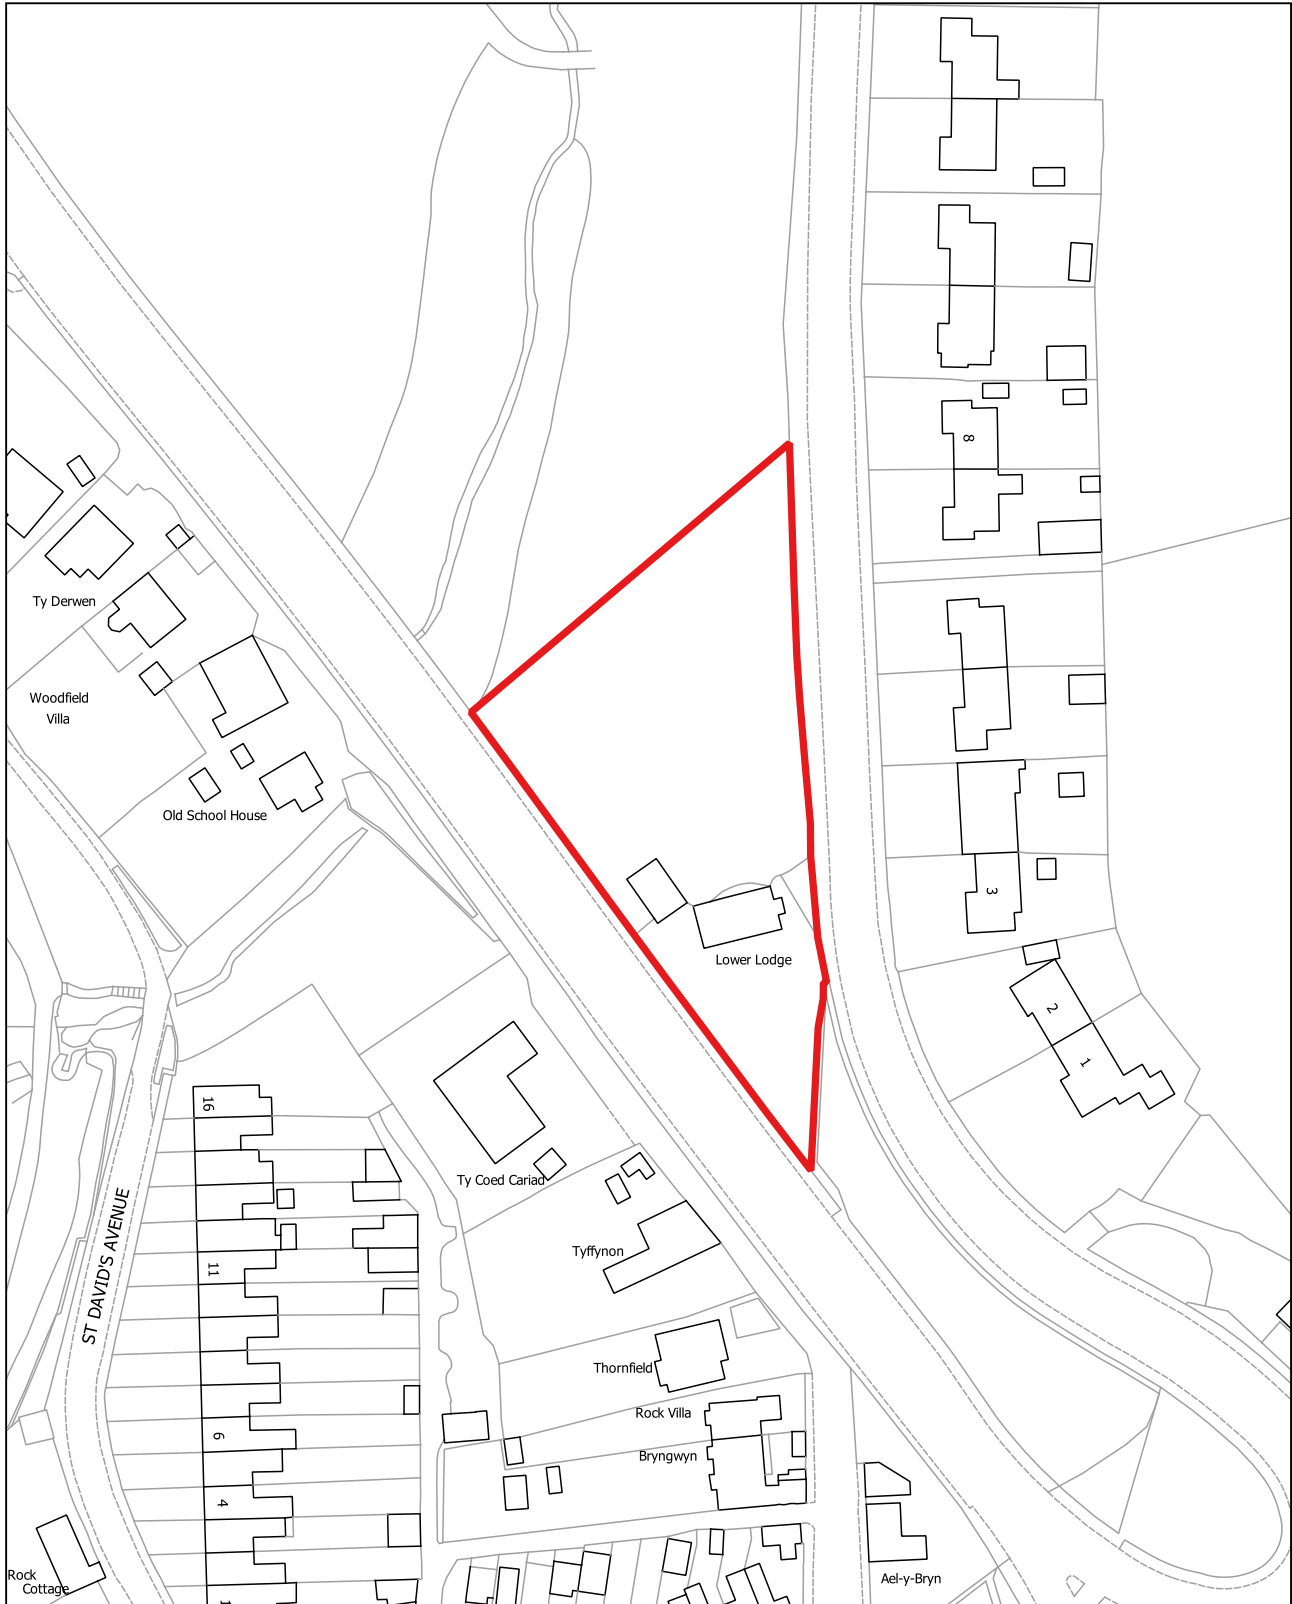 8
Ty Derwen
Woodfield
Villa
Old School House
3
Lower Lodge
2
1
16
Ty Coed Cariad
ST DAVID'S AVENUE
Tyffynon
11
Thornfield
Rock Villa
6
Bryngwyn
4
Rock
Cottage
Ael-y-Bryn